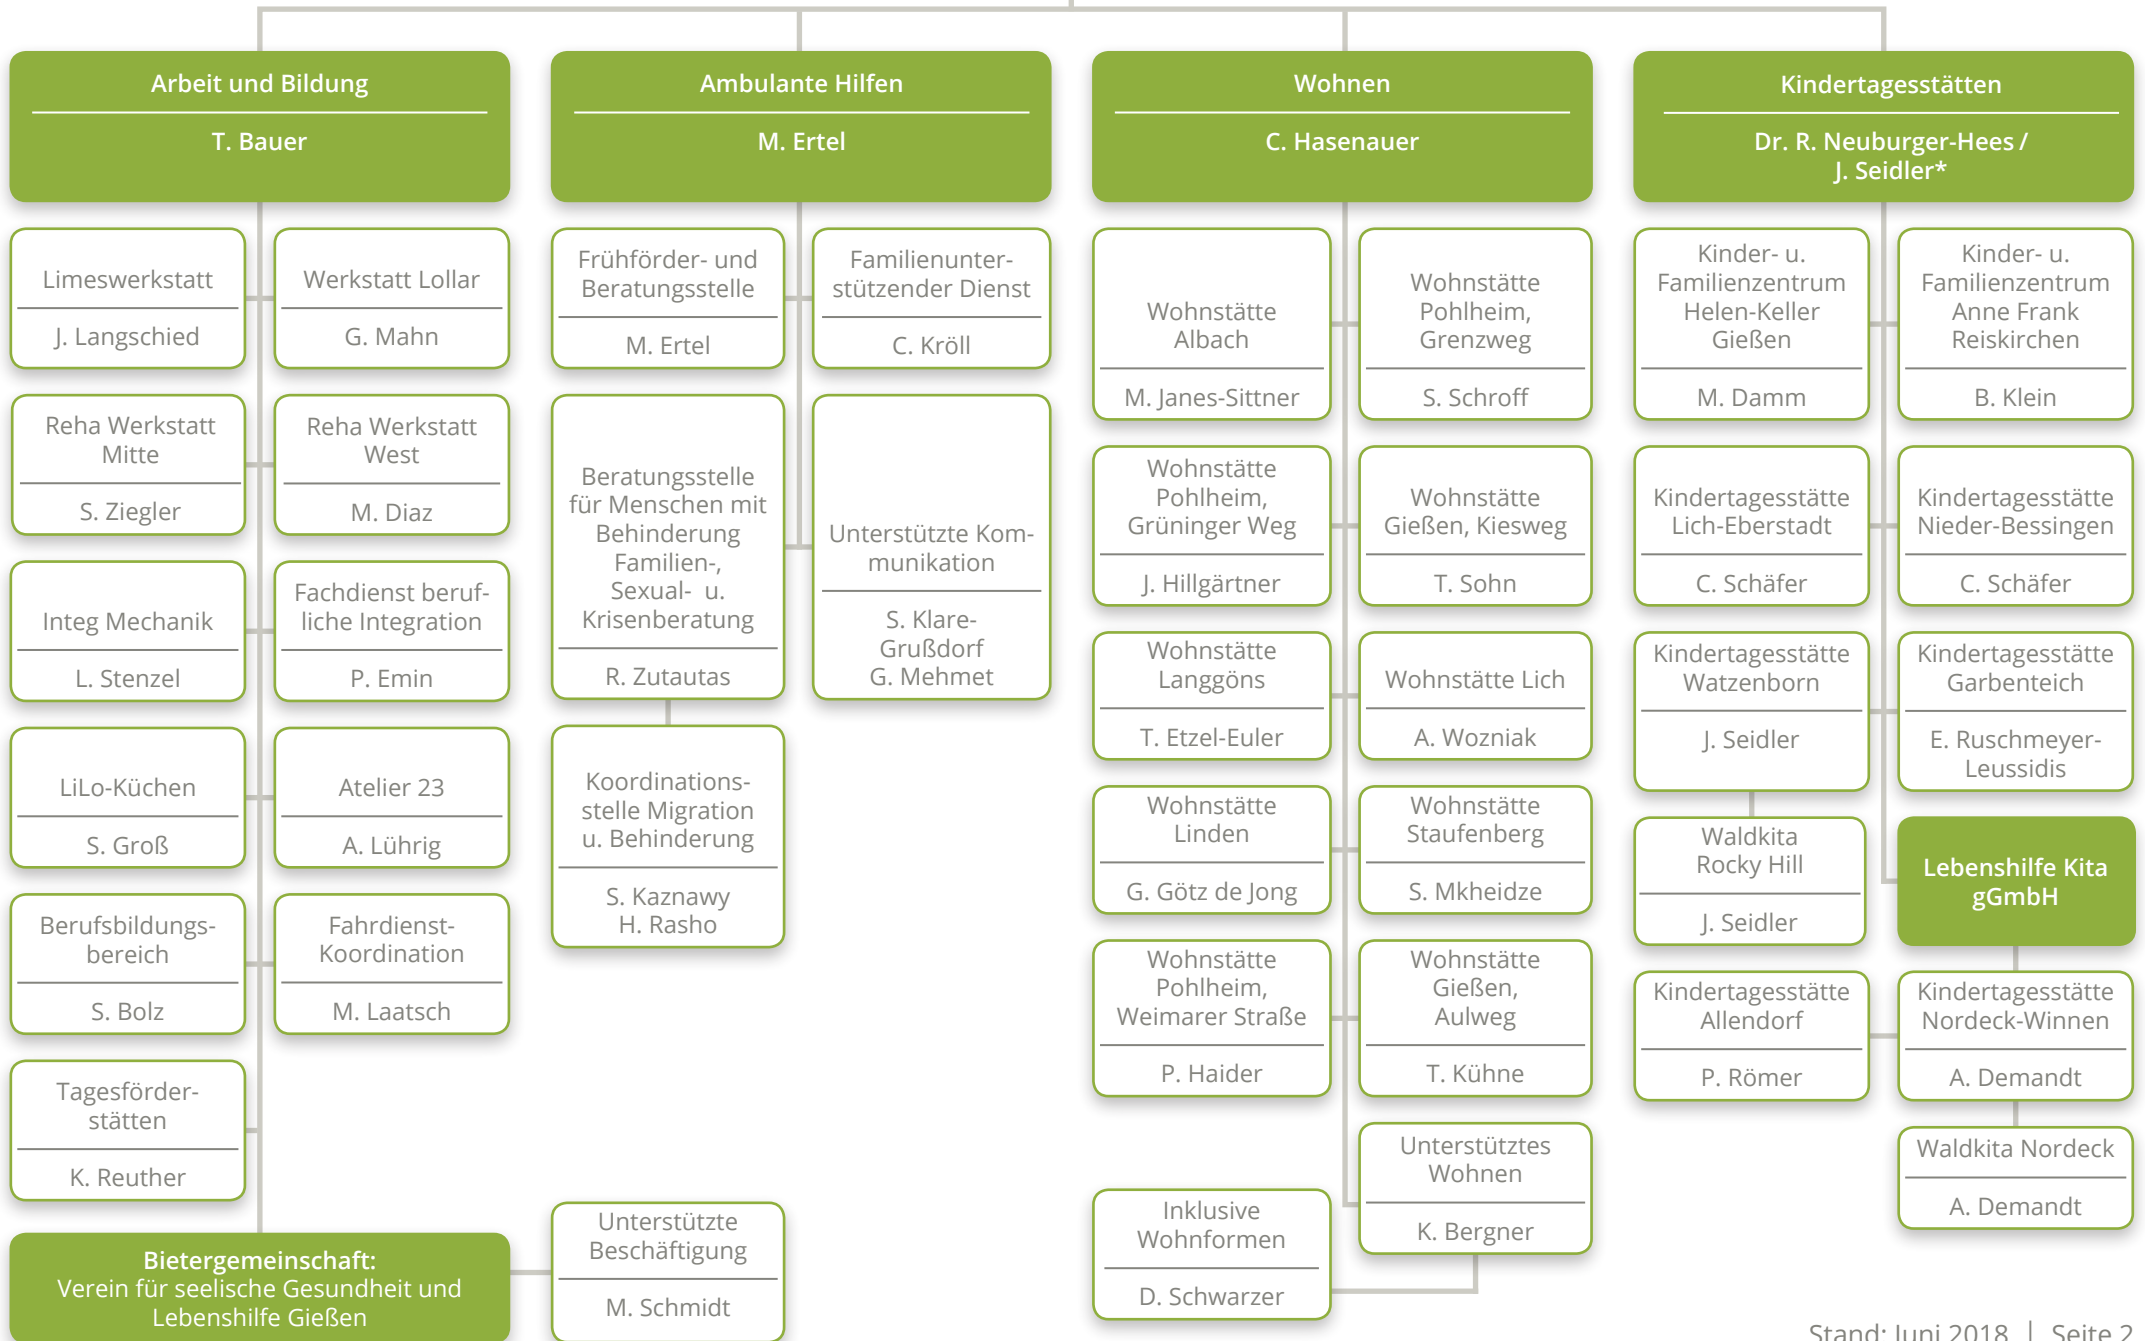 Arbeit und Bildung
T. Bauer
Limeswerkstatt
J. Langschied
Werkstatt Lollar
G. Mahn
Reha Werkstatt
Mitte
S. Ziegler
Reha Werkstatt
West
M. Diaz
Integ Mechanik
L. Stenzel
Fachdienst beruf-
liche Integration
P. Emin
LiLo-Küchen
S. Groß
Atelier 23
A. Lührig
Berufsbildungs-
bereich
S. Bolz
Fahrdienst-
Koordination
M. Laatsch
Tagesförder-
stätten
K. Reuther
Bietergemeinschaft:
Verein für seelische Gesundheit und
Lebenshilfe Gießen
Unterstützte
Beschäftigung
M. Schmidt
Ambulante Hilfen
M. Ertel
Frühförder- und
Beratungsstelle
M. Ertel
Familienunter-
stützender Dienst
C. Kröll
Beratungsstelle
für Menschen mit
Behinderung
Familien-,
Sexual- u.
Krisenberatung
R. Zutautas
Unterstützte Kom-
munikation
S. Klare-
Grußdorf
G. Mehmet
Koordinations-
stelle Migration
u. Behinderung
S. Kaznawy
H. Rasho
Wohnen
C. Hasenauer
Wohnstätte
Albach
M. Janes-Sittner
Wohnstätte
Pohlheim,
Grenzweg
S. Schroff
Wohnstätte
Pohlheim,
Grüninger Weg
J. Hillgärtner
Wohnstätte
Gießen, Kiesweg
T. Sohn
Wohnstätte
Langgöns
T. Etzel-Euler
Wohnstätte Lich
A. Wozniak
Wohnstätte
Linden
G. Götz de Jong
Wohnstätte
Staufenberg
S. Mkheidze
Wohnstätte
Pohlheim,
Weimarer Straße
P. Haider
Wohnstätte
Gießen,
Aulweg
T. Kühne
Unterstütztes
Wohnen
K. Bergner
Inklusive
Wohnformen
D. Schwarzer
Kindertagesstätten
Dr. R. Neuburger-Hees /
J. Seidler*
Kinder- u.
Familienzentrum
Helen-Keller
Gießen
M. Damm
Kinder- u.
Familienzentrum
Anne Frank
Reiskirchen
B. Klein
Kindertagesstätte
Lich-Eberstadt
C. Schäfer
Kindertagesstätte
Nieder-Bessingen
C. Schäfer
Kindertagesstätte
Watzenborn
J. Seidler
Kindertagesstätte
Garbenteich
E. Ruschmeyer-
Leussidis
Waldkita
Rocky Hill
J. Seidler
Lebenshilfe Kita
gGmbH
Kindertagesstätte
Allendorf
P. Römer
Kindertagesstätte
Nordeck-Winnen
A. Demandt
Waldkita Nordeck
A. Demandt
Stand: Juni 2018 | Seite 2